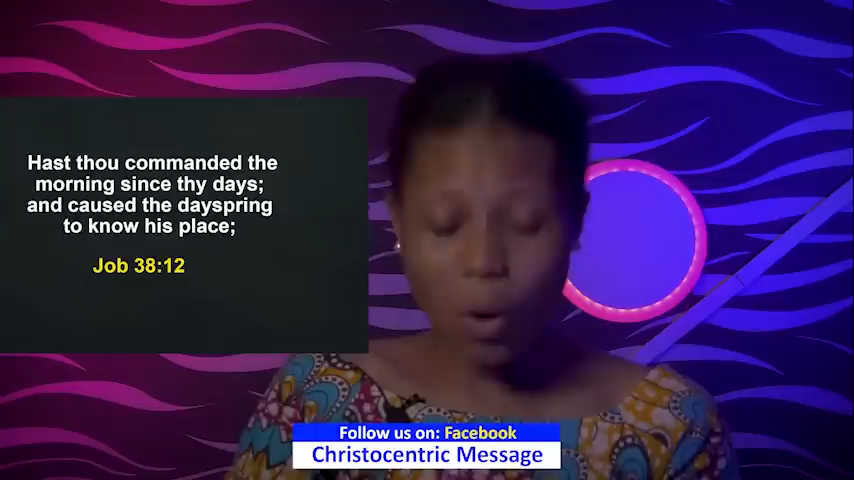 Hast thou commanded the
morning since thy days;
and caused the dayspring
to know his place;
Job 38:12
Follow us on: Facebook
Christocentric Message